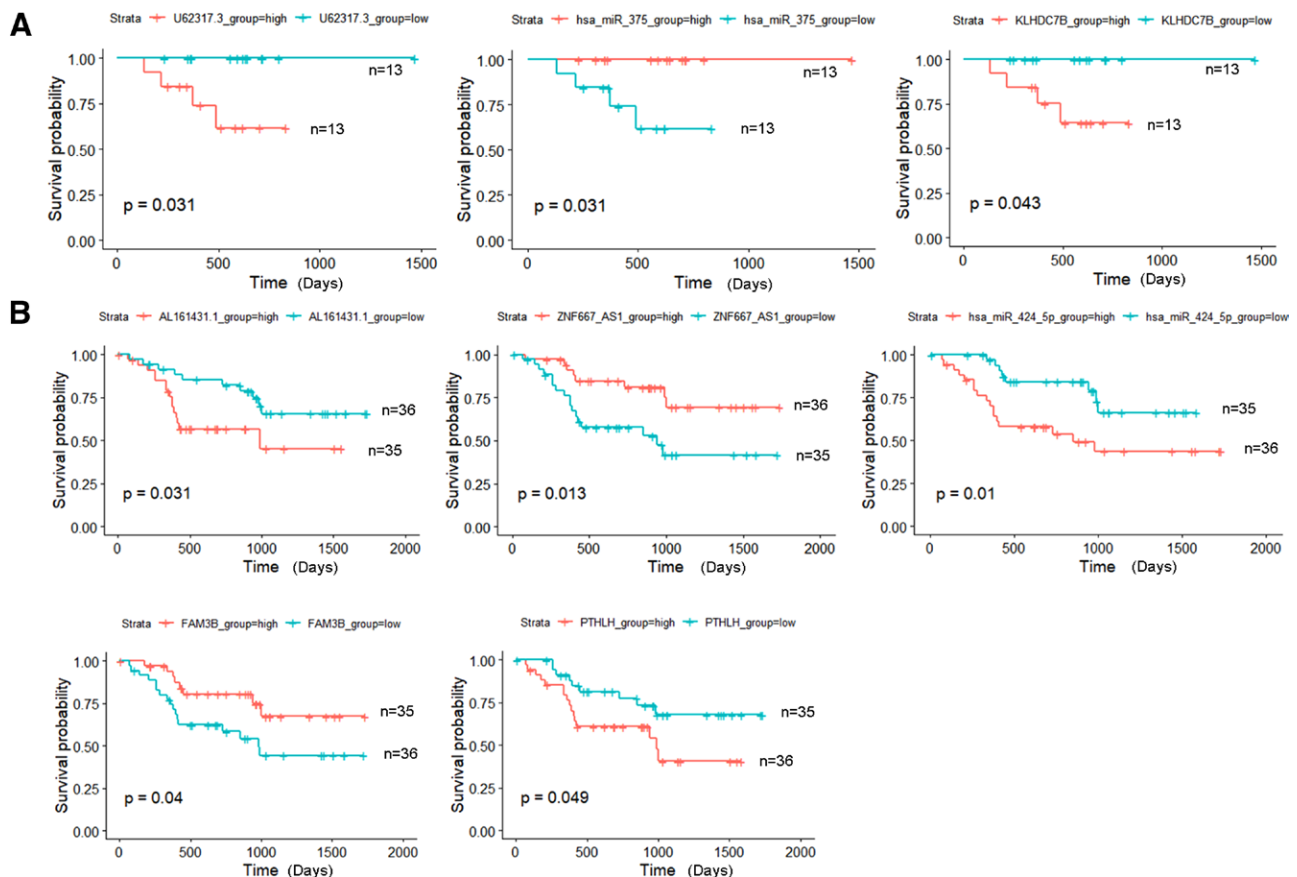 A
Strata U62317.3_group=high U62317.3_group=low
Survival probability
1.00
0.75
0.50
0.25
0.00
n=13
n=13
p = 0.031
0 500 1000 1500
Time (Days)
Strata hsa_miR_375_group=high hsa_miR_375_group=low
Survival probability
1.00
0.75
0.50
0.25
0.00
n=13
n=13
p = 0.031
0 500 1000 1500
Time (Days)
Strata KLHDC7B_group=high KLHDC7B_group=low
Survival probability
1.00
0.75
0.50
0.25
0.00
n=13
n=13
p = 0.043
0 500 1000 1500
Time (Days)
B
Strata AL161431.1_group=high AL161431.1_group=low
Survival probability
1.00
0.75
0.50
0.25
0.00
n=36
n=35
p = 0.031
0 500 1000 1500 2000
Time (Days)
Strata ZNF667_AS1_group=high ZNF667_AS1_group=low
Survival probability
1.00
0.75
0.50
0.25
0.00
n=36
n=35
p = 0.013
0 500 1000 1500 2000
Time (Days)
Strata hsa_miR_424_5p_group=high hsa_miR_424_5p_group=low
Survival probability
1.00
0.75
0.50
0.25
0.00
n=35
n=36
p = 0.01
0 500 1000 1500 2000
Time (Days)
Strata FAM3B_group=high FAM3B_group=low
Survival probability
1.00
0.75
0.50
0.25
0.00
n=35
n=36
p = 0.04
0 500 1000 1500 2000
Time (Days)
Strata PTHLH_group=high PTHLH_group=low
Survival probability
1.00
0.75
0.50
0.25
0.00
n=35
n=36
p = 0.049
0 500 1000 1500 2000
Time (Days)